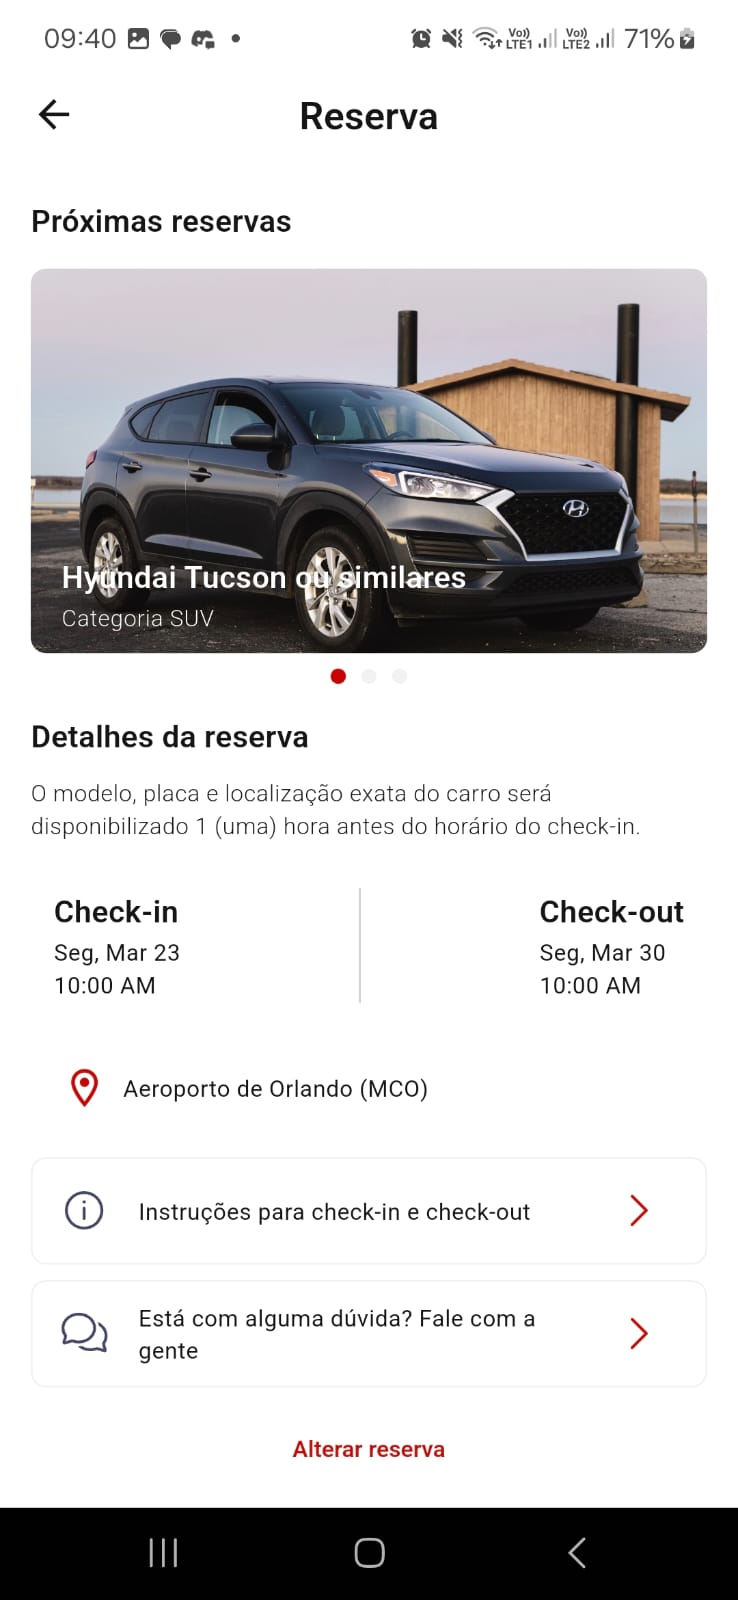 09:40
Vo)) LTE1
Vo)) LTE2
71%
Reserva
Próximas reservas
Hyundai Tucson ou similares
Categoria SUV
Detalhes da reserva
O modelo, placa e localização exata do carro será
disponibilizado 1 (uma) hora antes do horário do check-in.
Check-in
Seg, Mar 23
10:00 AM
Check-out
Seg, Mar 30
10:00 AM
Aeroporto de Orlando (MCO)
Instruções para check-in e check-out
Está com alguma dúvida? Fale com a
gente
Alterar reserva